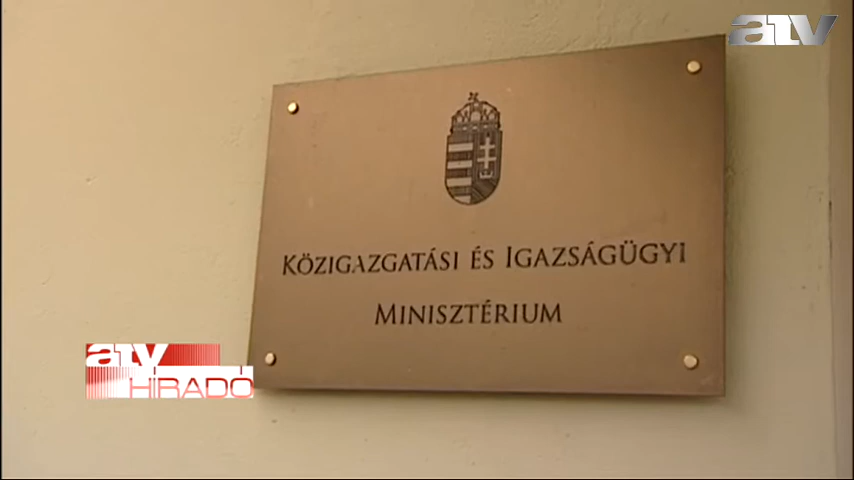 atv
KÖZIGAZGATÁSI ÉS IGAZSÁGÜGYI
MINISZTÉRIUM
atv
HÍRADÓ